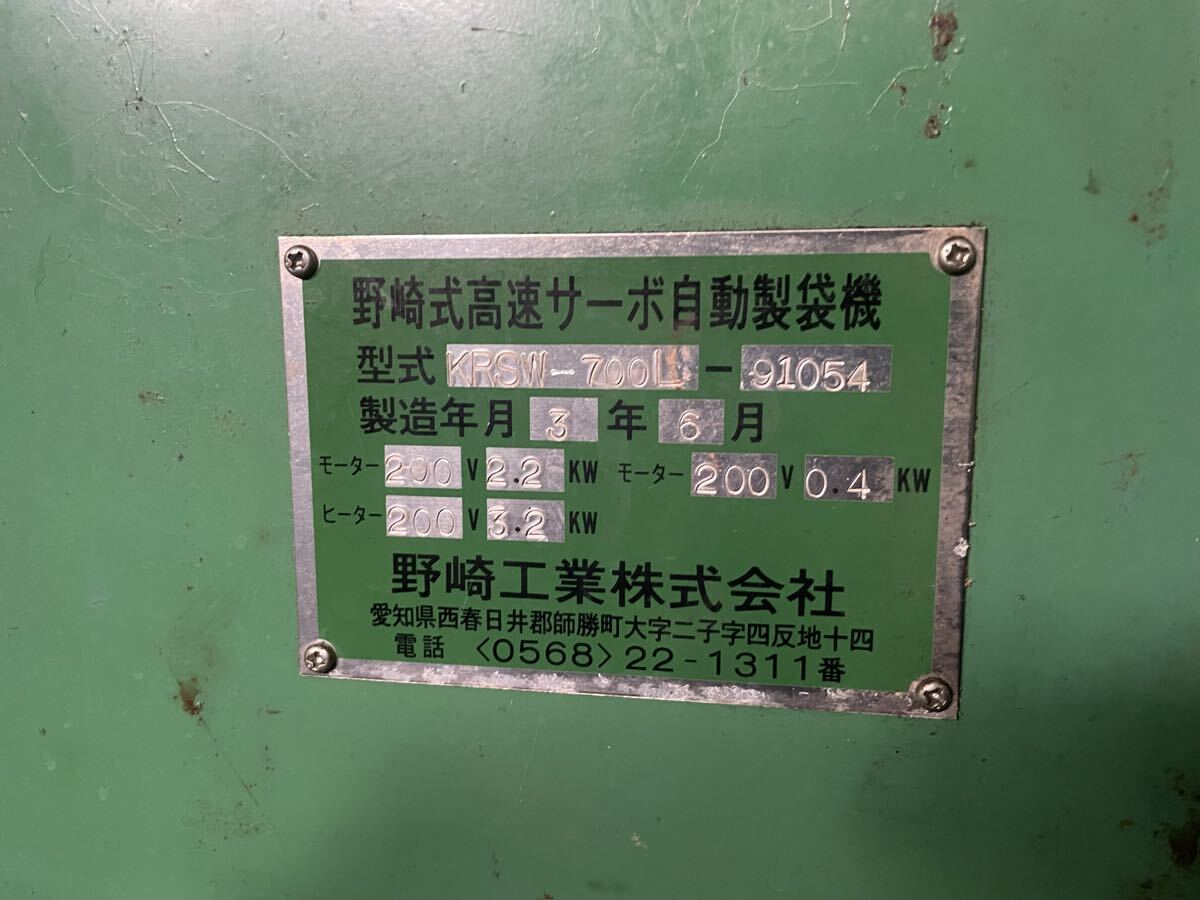 野崎式高速サーボ自動製袋機
型式 KRSW-700L - 91054
製造年月 3 年 6 月
モーター 200 V 2.2 KW モーター 200 V 0.4 KW
ヒーター 200 V 3.2 KW
野崎工業株式会社
愛知県西春日井郡師勝町大字二子字四反地十四
電話 〈0568〉22-1311番